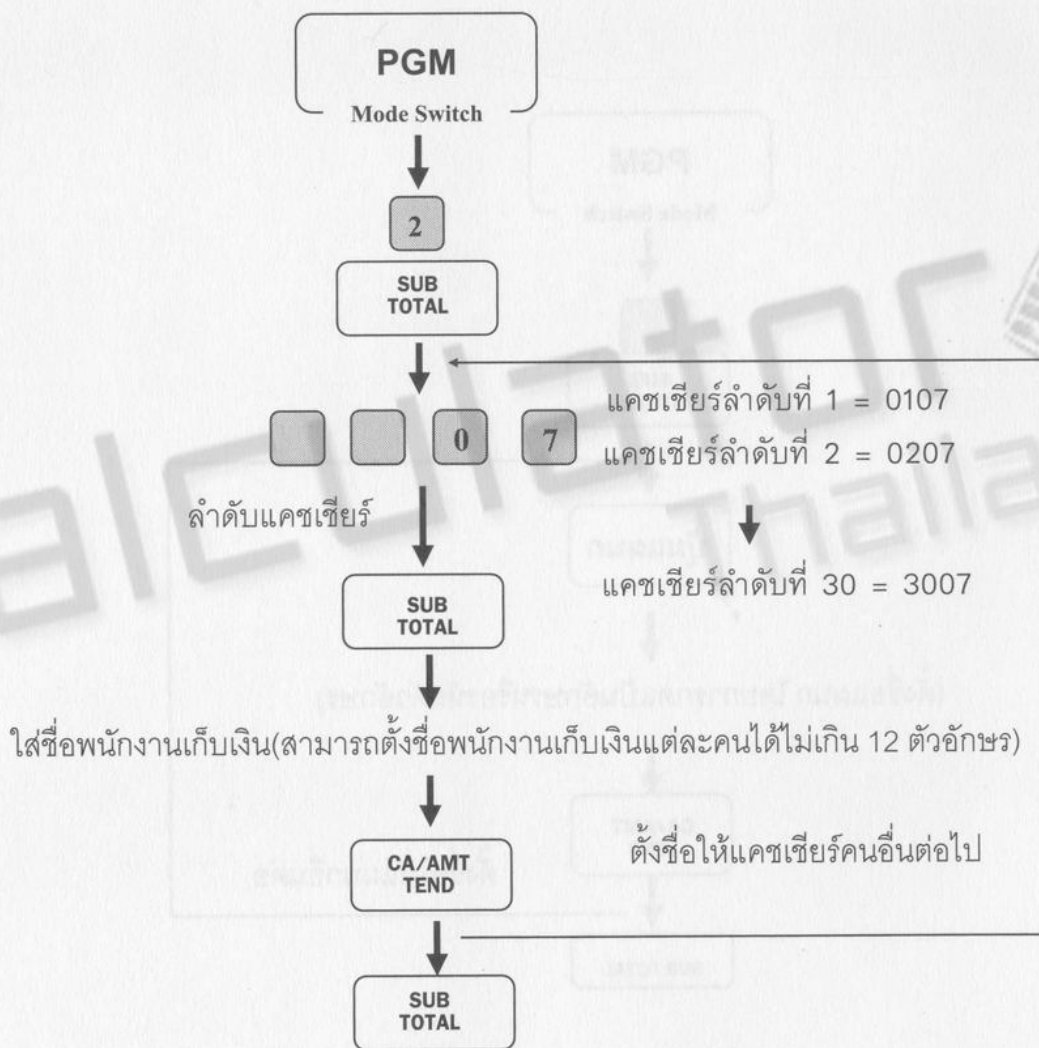 PGM
Mode Switch
2
SUB
TOTAL
แคชเชียร์ลำดับที่ 1 = 0107
0 7
แคชเชียร์ลำดับที่ 2 = 0207
ลำดับแคชเชียร์
แคชเชียร์ลำดับที่ 30 = 3007
SUB
TOTAL
ใส่ชื่อพนักงานเก็บเงิน(สามารถตั้งชื่อพนักงานเก็บเงินแต่ละคนได้ไม่เกิน 12 ตัวอักษร)
CA/AMT
TEND
ตั้งชื่อให้แคชเชียร์คนอื่นต่อไป
SUB
TOTAL
alculator
Thaila